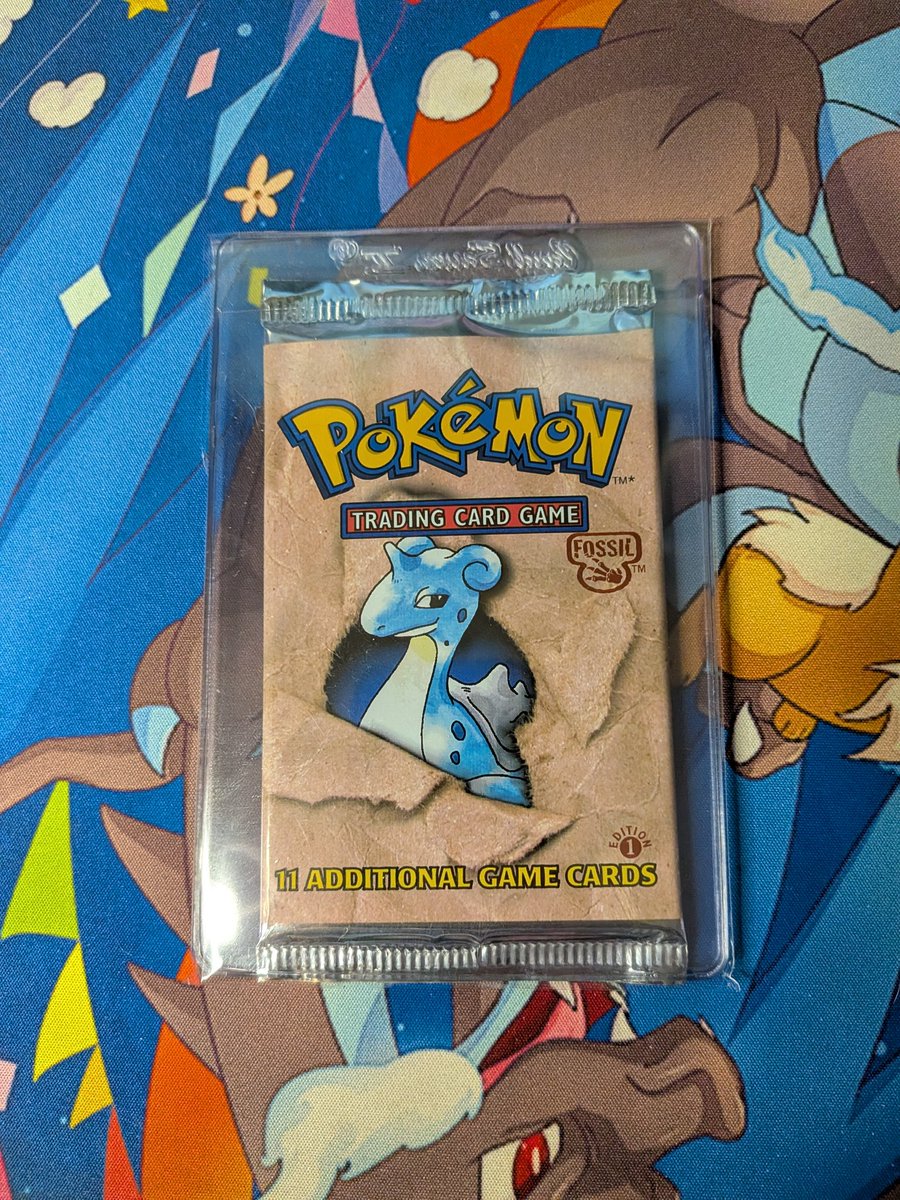 POKéMON
TM*
TRADING CARD GAME
FOSSIL
TM
EDITION
1
11 ADDITIONAL GAME CARDS